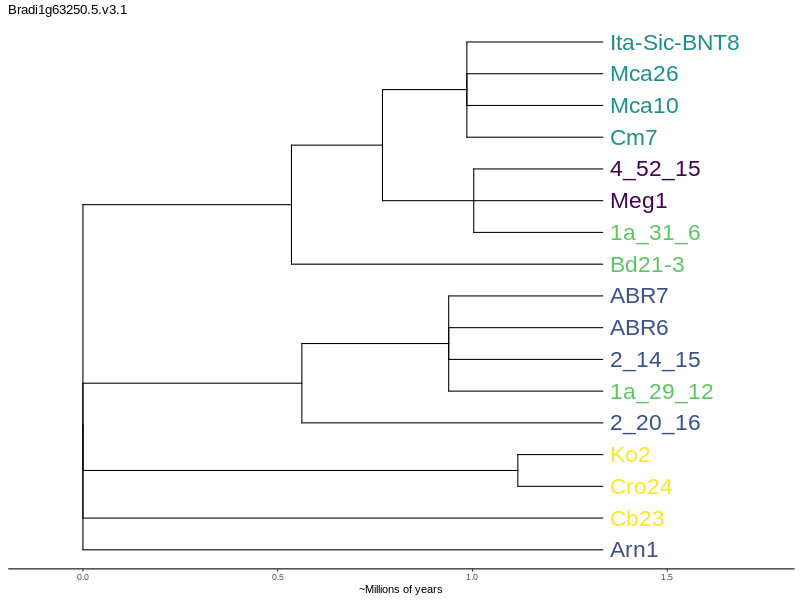 Bradi1g63250.5.v3.1
Ita-Sic-BNT8
Mca26
Mca10
Cm7
4_52_15
Meg1
1a_31_6
Bd21-3
ABR7
ABR6
2_14_15
1a_29_12
2_20_16
Ko2
Cro24
Cb23
Arn1
0.0 0.5 1.0 1.5
~Millions of years